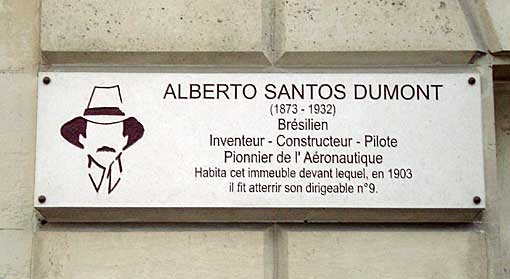 ALBERTO SANTOS DUMONT
(1873 - 1932)
Brésilien
Inventeur - Constructeur - Pilote
Pionnier de l' Aéronautique
Habita cet immeuble devant lequel, en 1903
il fit atterrir son dirigeable n°9.